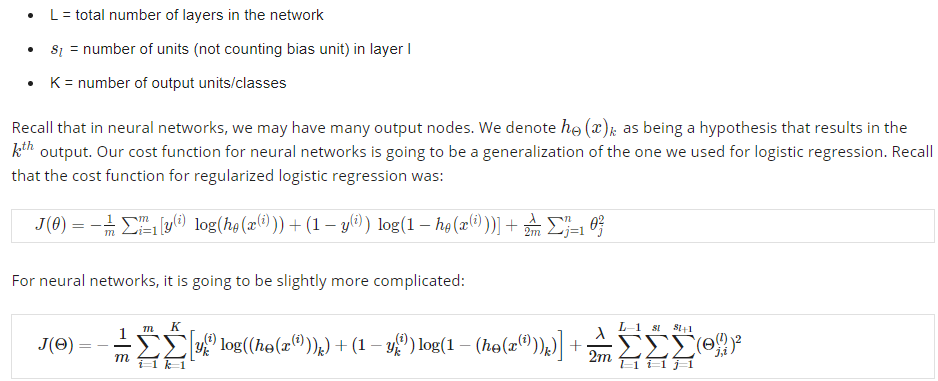 • L = total number of layers in the network
• $s_l$ = number of units (not counting bias unit) in layer l
• K = number of output units/classes
Recall that in neural networks, we may have many output nodes. We denote $h_\Theta(x)_k$ as being a hypothesis that results in the
$k^{th}$ output. Our cost function for neural networks is going to be a generalization of the one we used for logistic regression. Recall
that the cost function for regularized logistic regression was:
$J(\theta) = -\frac{1}{m} \sum_{i=1}^{m} [y^{(i)} \log(h_\theta(x^{(i)})) + (1 - y^{(i)}) \log(1 - h_\theta(x^{(i)}))] + \frac{\lambda}{2m} \sum_{j=1}^{n} \theta_j^2$
For neural networks, it is going to be slightly more complicated:
$J(\Theta) = -\frac{1}{m} \sum_{i=1}^{m} \sum_{k=1}^{K} \left[ y_k^{(i)} \log((h_\Theta(x^{(i)}))_k) + (1 - y_k^{(i)}) \log(1 - (h_\Theta(x^{(i)}))_k) \right] + \frac{\lambda}{2m} \sum_{l=1}^{L-1} \sum_{i=1}^{s_l} \sum_{j=1}^{s_{l+1}} (\Theta_{j,i}^{(l)})^2$